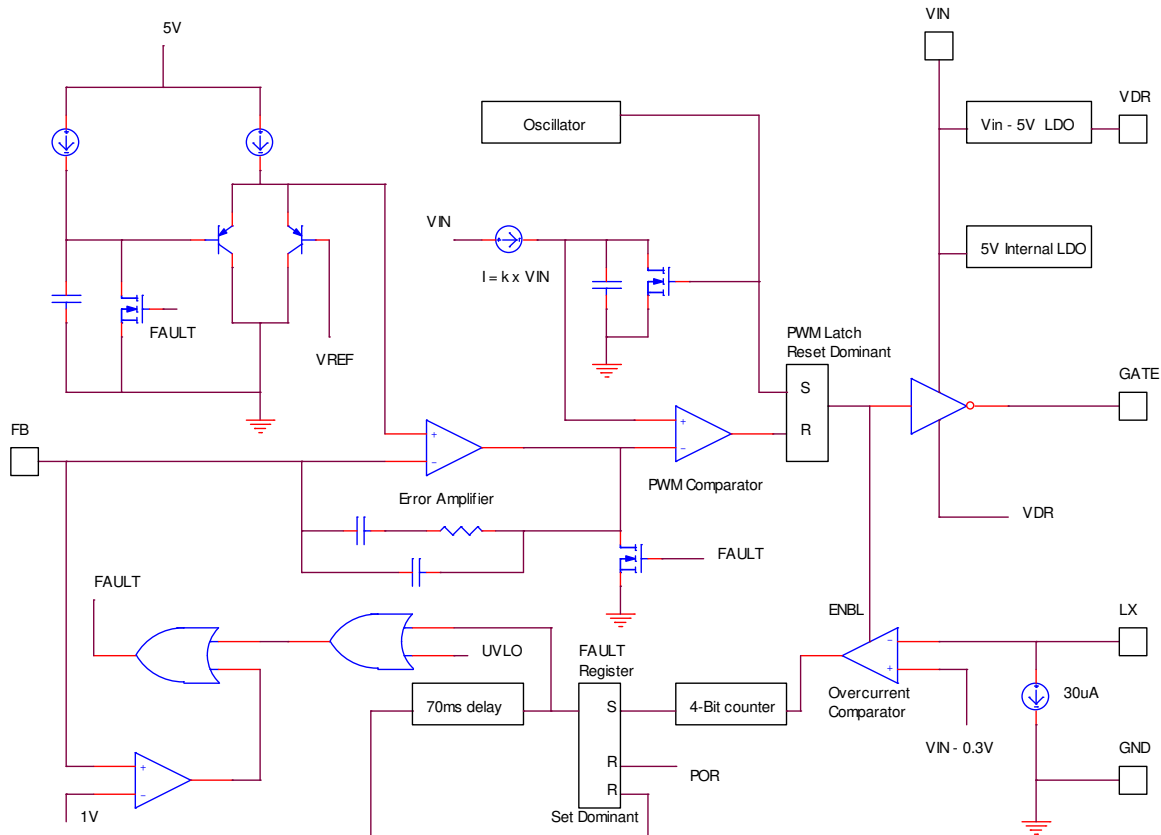 5V
VIN
VDR
Oscillator
Vin - 5V LDO
VIN
I = k x VIN
5V Internal LDO
FAULT
VREF
PWM Latch
Reset Dominant
S
R
GATE
FB
+
−
+
−
PWM Comparator
Error Amplifier
VDR
FAULT
FAULT
ENBL
LX
UVLO
FAULT
Register
-
+
70ms delay
S
4-Bit counter
Overcurrent
Comparator
30uA
VIN - 0.3V
GND
+
−
R
POR
R
1V
Set Dominant